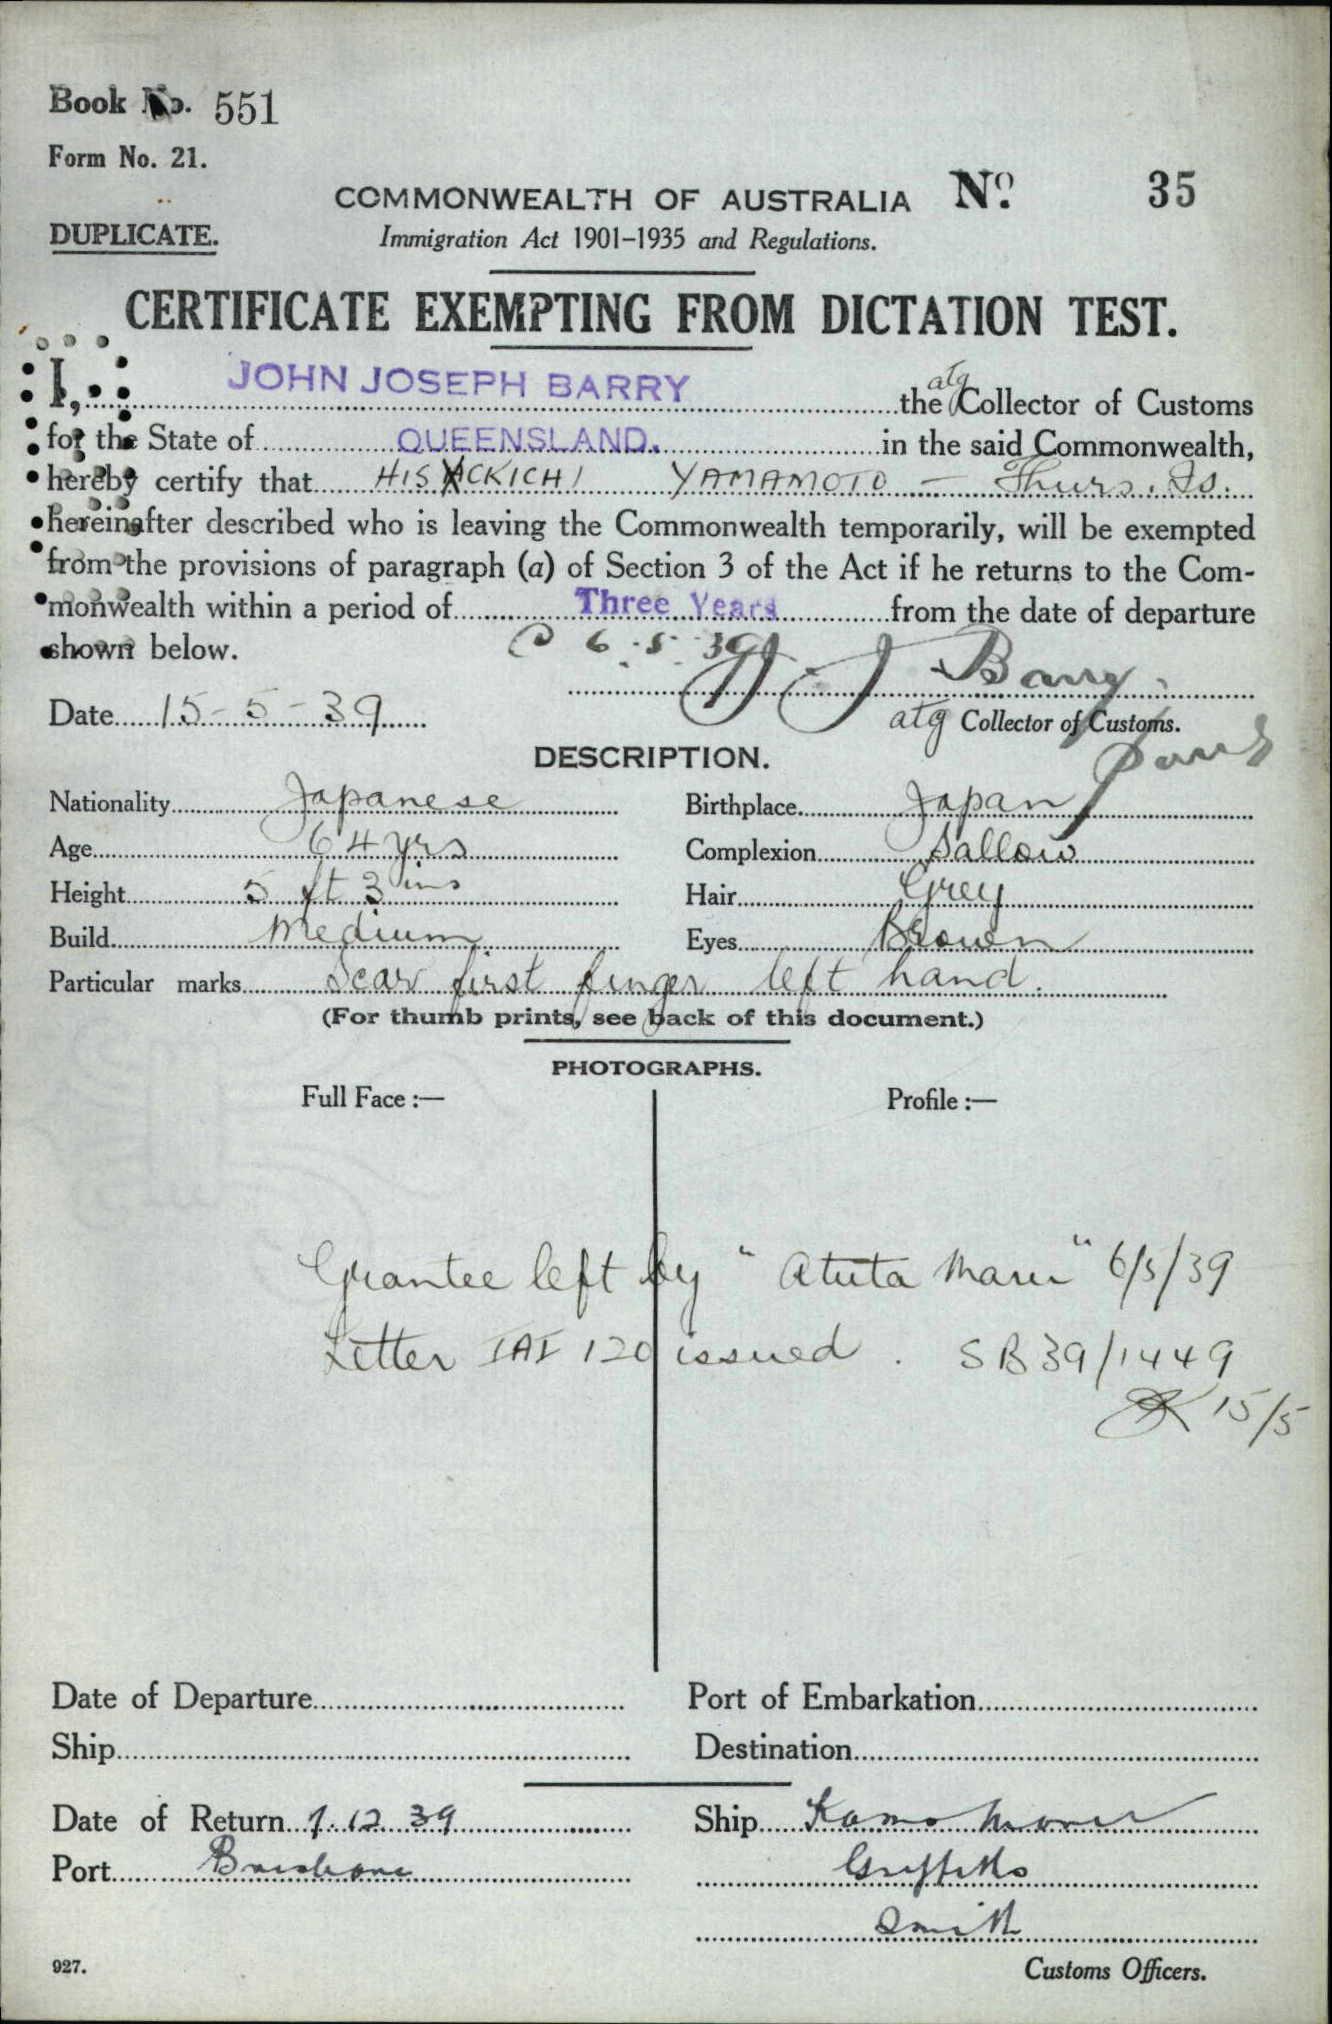 Book No. 551
Form No. 21.
COMMONWEALTH OF AUSTRALIA No. 35
DUPLICATE.
Immigration Act 1901-1935 and Regulations.
CERTIFICATE EXEMPTING FROM DICTATION TEST.
I, JOHN JOSEPH BARRY the atg Collector of Customs
for the State of QUEENSLAND. in the said Commonwealth,
hereby certify that YAMAMOTO — Thurs. Is.
hereinafter described who is leaving the Commonwealth temporarily, will be exempted
from the provisions of paragraph (a) of Section 3 of the Act if he returns to the Com-
monwealth within a period of Three Years from the date of departure
shown below.
6.5.39
J J Barry
Date 15-5-39
atg Collector of Customs.
DESCRIPTION.
Nationality Japanese Birthplace Japan
Age 64 yrs Complexion Sallow
Height 5 ft 3 ins Hair Grey
Build Medium Eyes Brown
Particular marks Scar first finger left hand.
(For thumb prints, see back of this document.)
PHOTOGRAPHS.
Full Face :— Profile :—
Grantee left by "Atuta Maru" 6/5/39
Letter IAI 120 issued. SB 39/1449
15/5
Date of Departure Port of Embarkation
Ship Destination
Date of Return 7.12.39 Ship Kamo Maru
Port Brisbane Griffiths
Smith
927. Customs Officers.